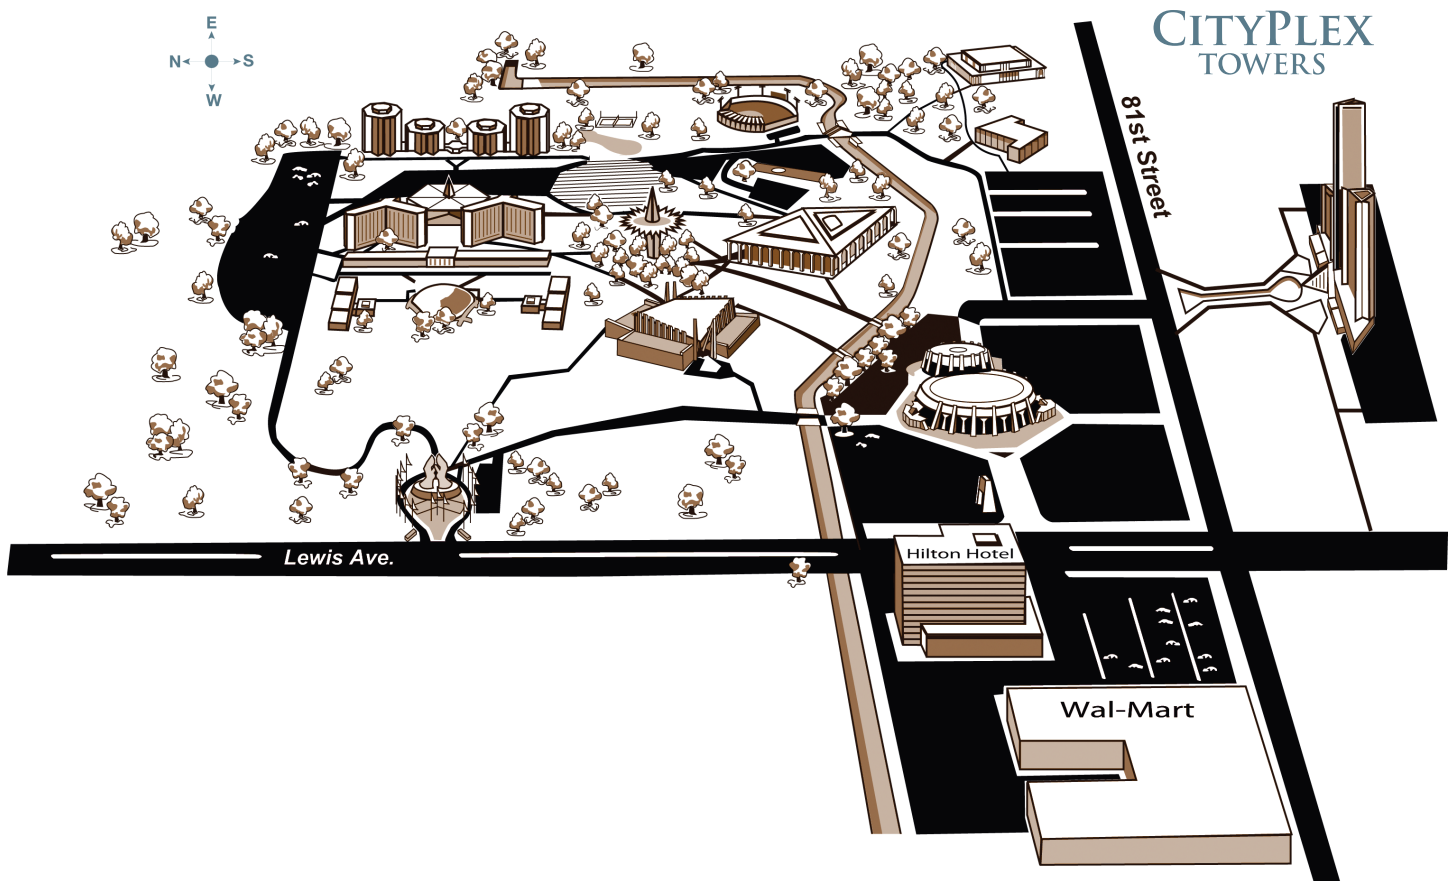 CITYPLEX
TOWERS
E
N S
W
81st Street
Lewis Ave.
Hilton Hotel
Wal-Mart